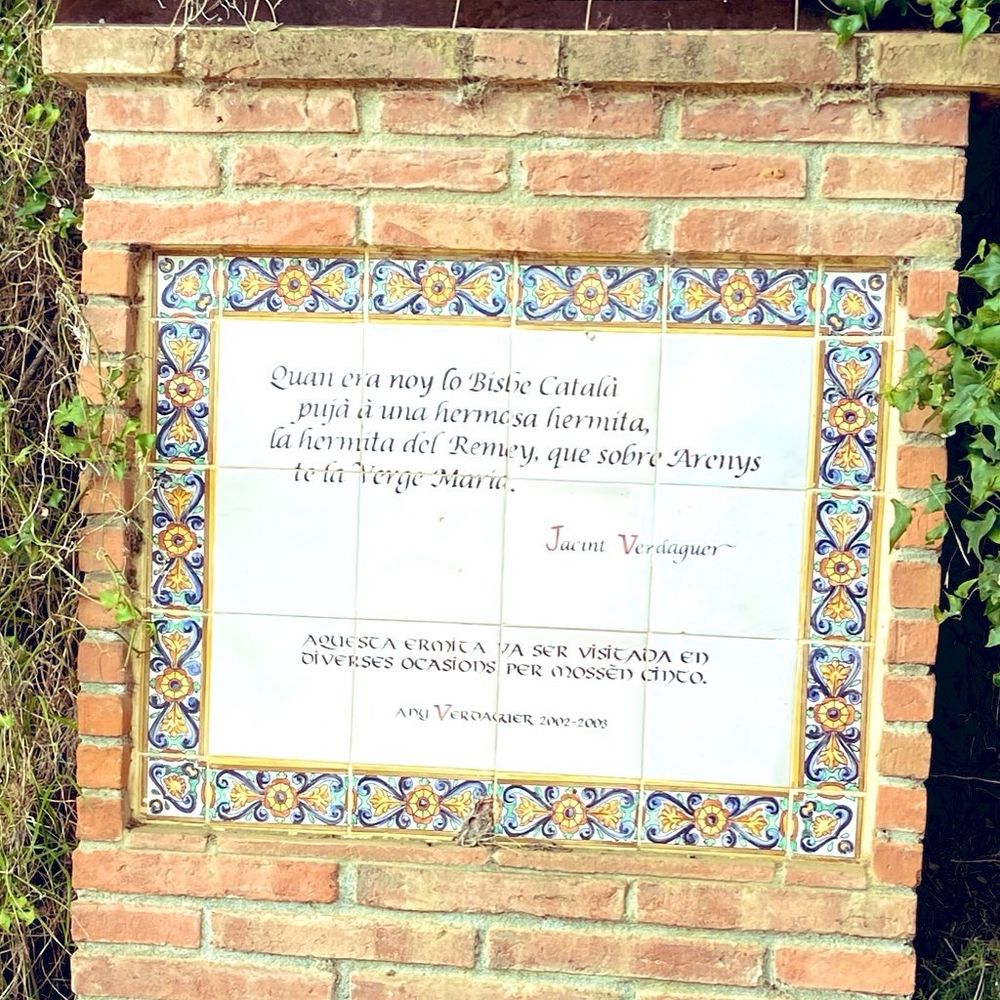 Quan era noy lo Bisbe Català
pujà à una hermosa hermita,
la hermita del Remey, que sobre Arenys
te la Verge Maria.
Jacint Verdaguer
AQUESTA ERMITA VA SER VISITADA EN
DIVERSES OCASIONS PER MOSSÈN CINTO.
ANY VERDAGUER 2002-2003